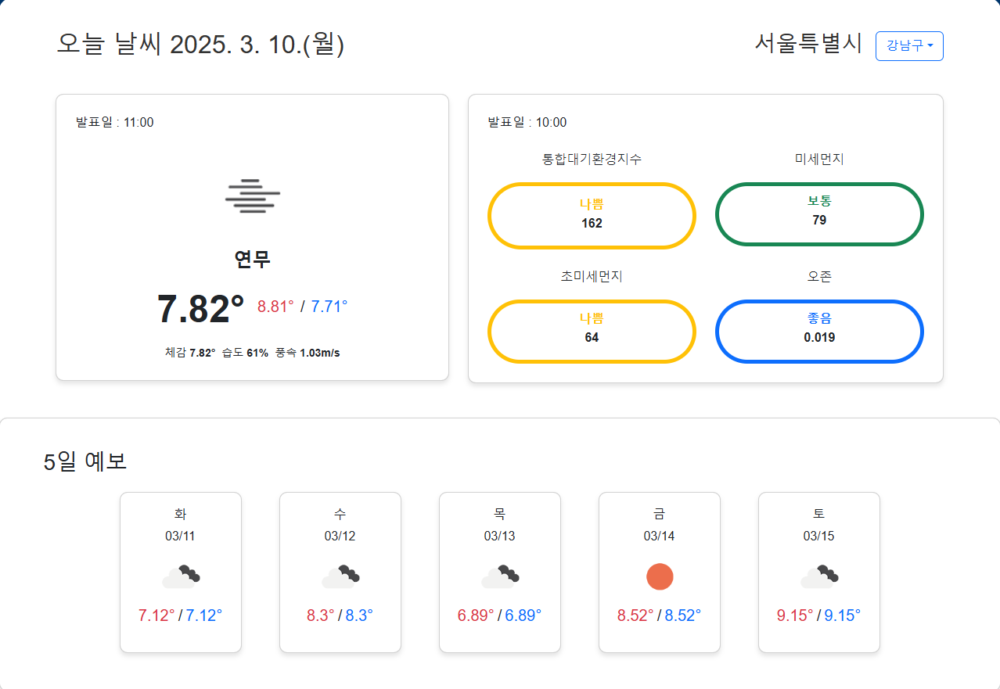 오늘 날씨 2025. 3. 10.(월)
서울특별시 강남구
발표일 : 11:00
연무
7.82° 8.81° / 7.71°
체감 7.82° 습도 61% 풍속 1.03m/s
발표일 : 10:00
통합대기환경지수
나쁨
162
미세먼지
보통
79
초미세먼지
나쁨
64
오존
좋음
0.019
5일 예보
화
03/11
7.12° / 7.12°
수
03/12
8.3° / 8.3°
목
03/13
6.89° / 6.89°
금
03/14
8.52° / 8.52°
토
03/15
9.15° / 9.15°